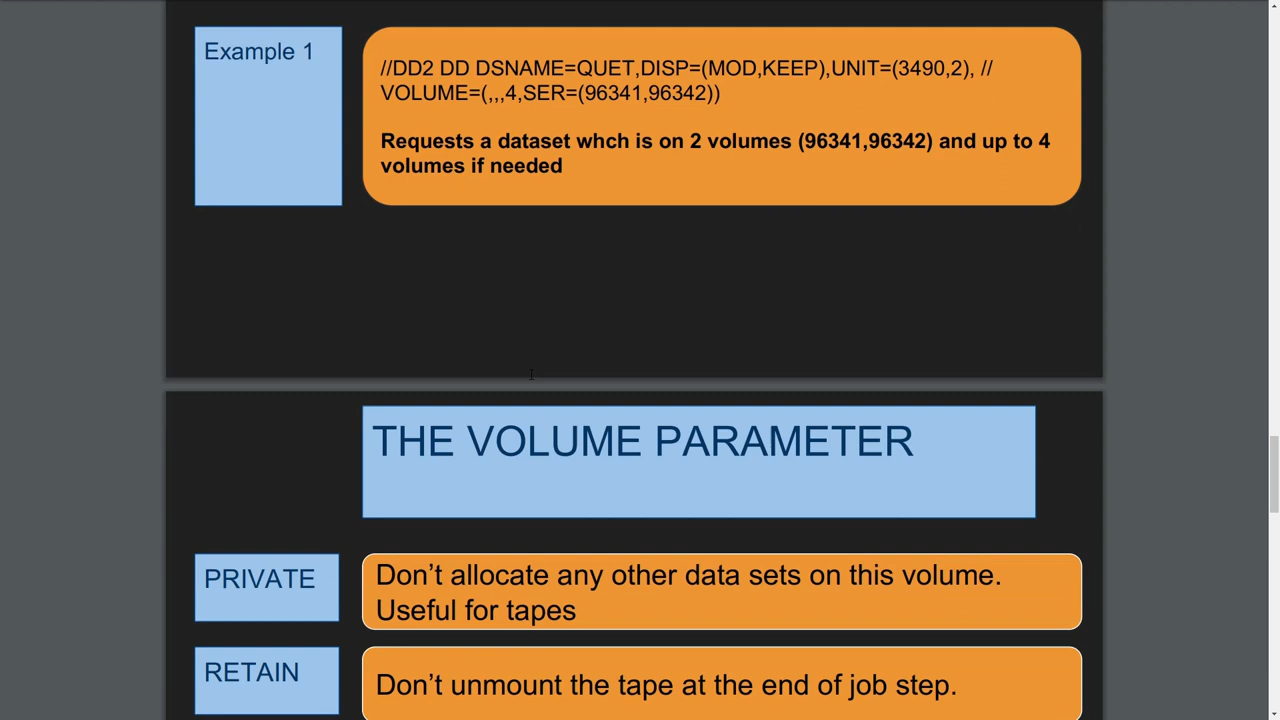 Example 1
//DD2 DD DSNAME=QUET,DISP=(MOD,KEEP),UNIT=(3490,2), //
VOLUME=(,,,4,SER=(96341,96342))
Requests a dataset whch is on 2 volumes (96341,96342) and up to 4
volumes if needed
THE VOLUME PARAMETER
PRIVATE
Don’t allocate any other data sets on this volume.
Useful for tapes
RETAIN
Don’t unmount the tape at the end of job step.